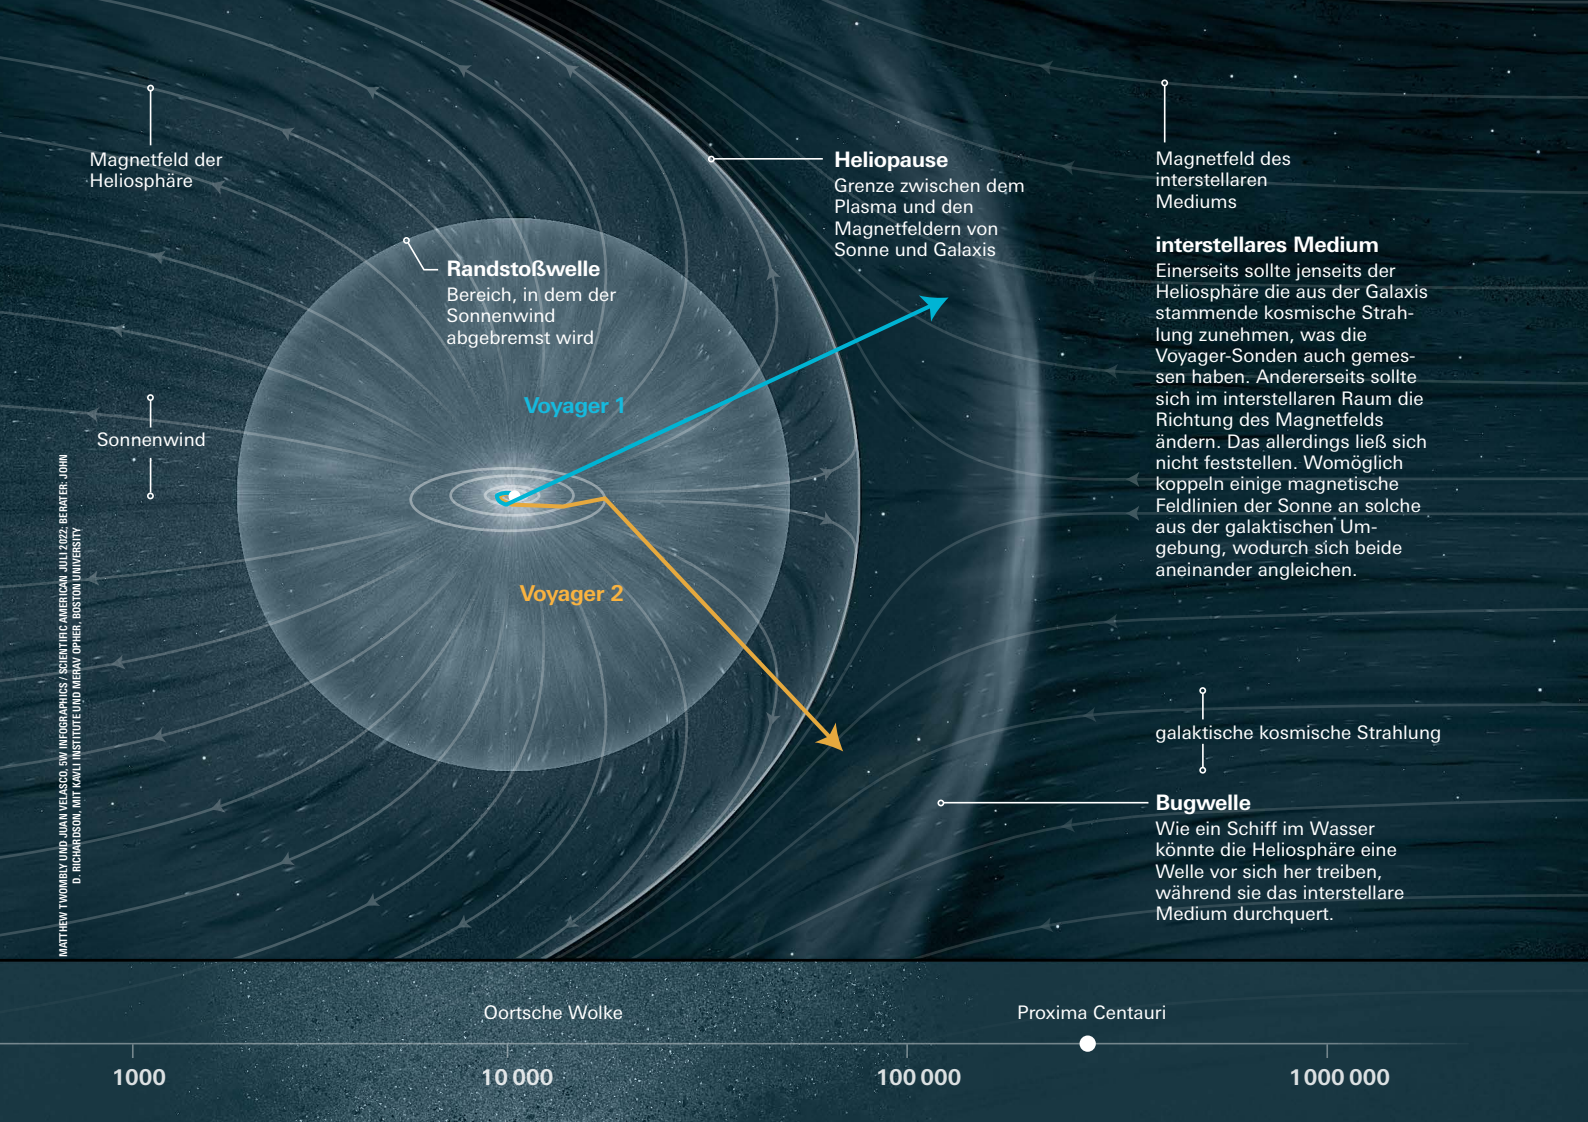 Magnetfeld der
Heliosphäre
Sonnenwind
Randstoßwelle
Bereich, in dem der
Sonnenwind
abgebremst wird
Voyager 1
Voyager 2
Heliopause
Grenze zwischen dem
Plasma und den
Magnetfeldern von
Sonne und Galaxis
Magnetfeld des
interstellaren
Mediums
interstellares Medium
Einerseits sollte jenseits der
Heliosphäre die aus der Galaxis
stammende kosmische Strah-
lung zunehmen, was die
Voyager-Sonden auch gemes-
sen haben. Andererseits sollte
sich im interstellaren Raum die
Richtung des Magnetfelds
ändern. Das allerdings ließ sich
nicht feststellen. Womöglich
koppeln einige magnetische
Feldlinien der Sonne an solche
aus der galaktischen Um-
gebung, wodurch sich beide
aneinander angleichen.
galaktische kosmische Strahlung
Bugwelle
Wie ein Schiff im Wasser
könnte die Heliosphäre eine
Welle vor sich her treiben,
während sie das interstellare
Medium durchquert.
MATTHEW TWOMBLY UND JUAN VELASCO, 5W INFOGRAPHICS / SCIENTIFIC AMERICAN JULI 2022; BERATER: JOHN
D. RICHARDSON, MIT KAVLI INSTITUTE UND MERAV OPHER, BOSTON UNIVERSITY
Oortsche Wolke
Proxima Centauri
1000
10 000
100 000
1 000 000